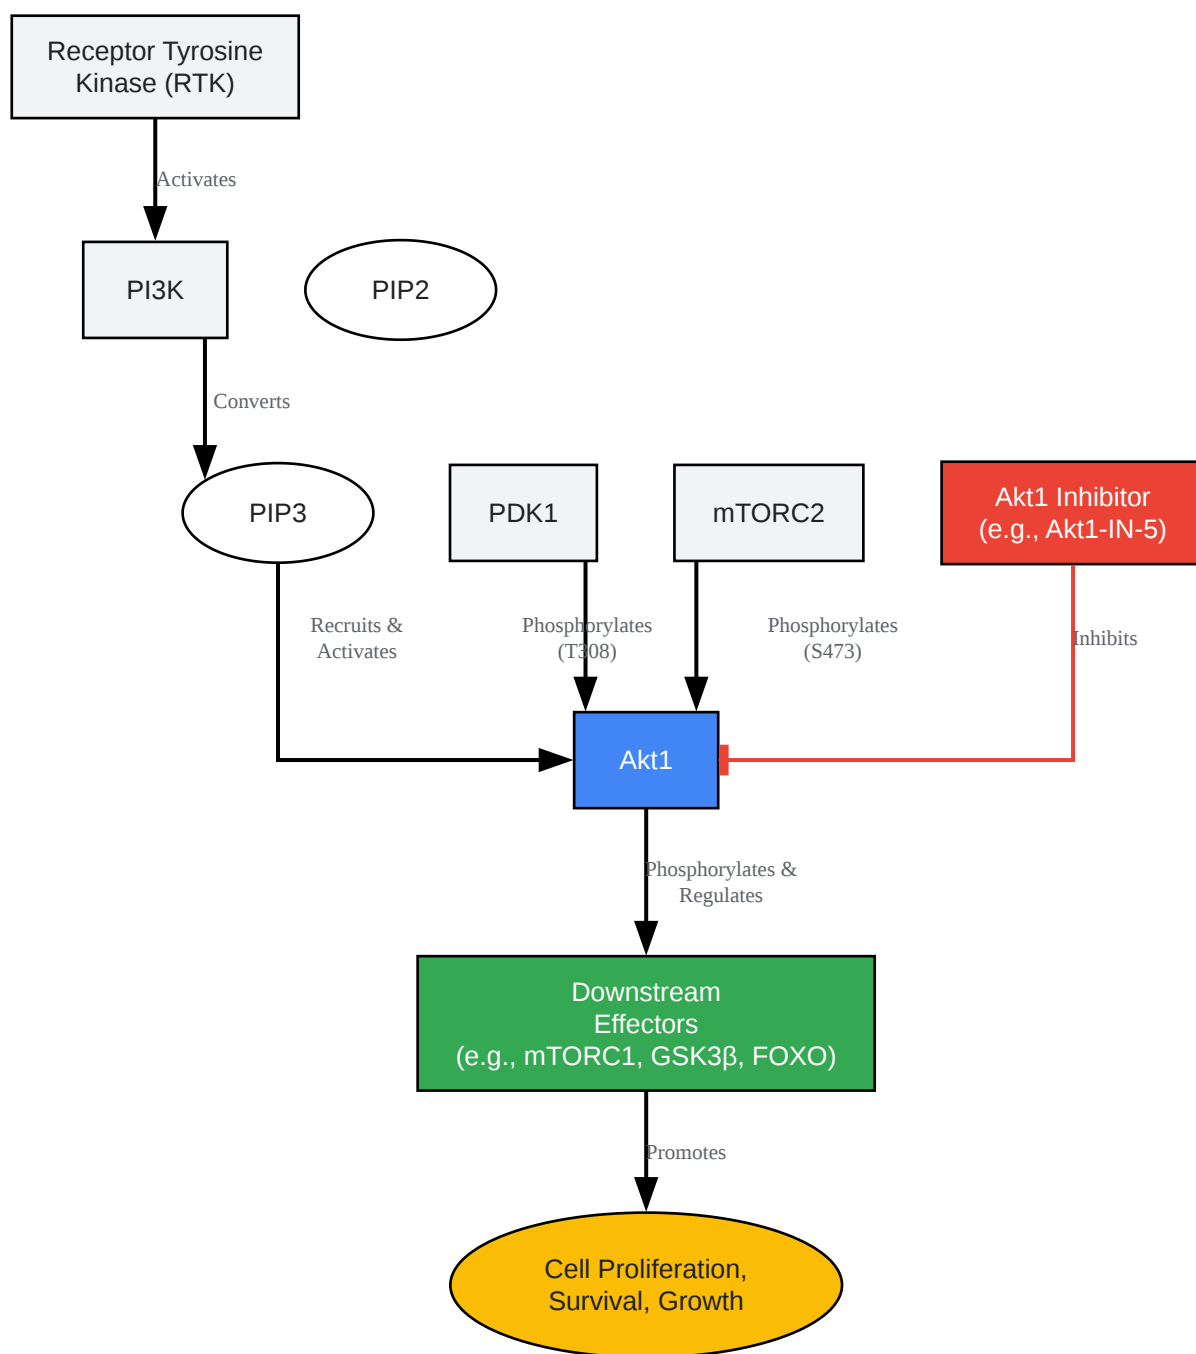 Receptor Tyrosine
Kinase (RTK)
Activates
PI3K
PIP2
Converts
PIP3
PDK1
mTORC2
Akt1 Inhibitor
(e.g., Akt1-IN-5)
Recruits &
Activates
Phosphorylates
(T308)
Phosphorylates
(S473)
Inhibits
Akt1
Phosphorylates &
Regulates
Downstream
Effectors
(e.g., mTORC1, GSK3β, FOXO)
Promotes
Cell Proliferation,
Survival, Growth